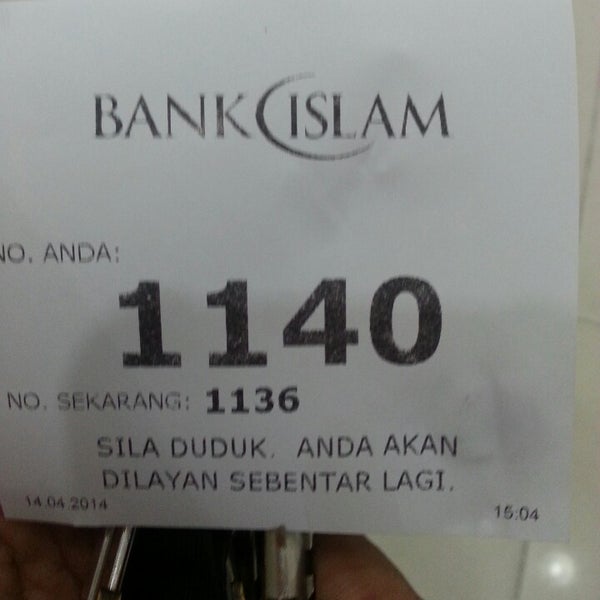 BANK ISLAM
NO. ANDA:
1140
NO. SEKARANG: 1136
SILA DUDUK. ANDA AKAN
DILAYAN SEBENTAR LAGI.
14.04.2014 15:04